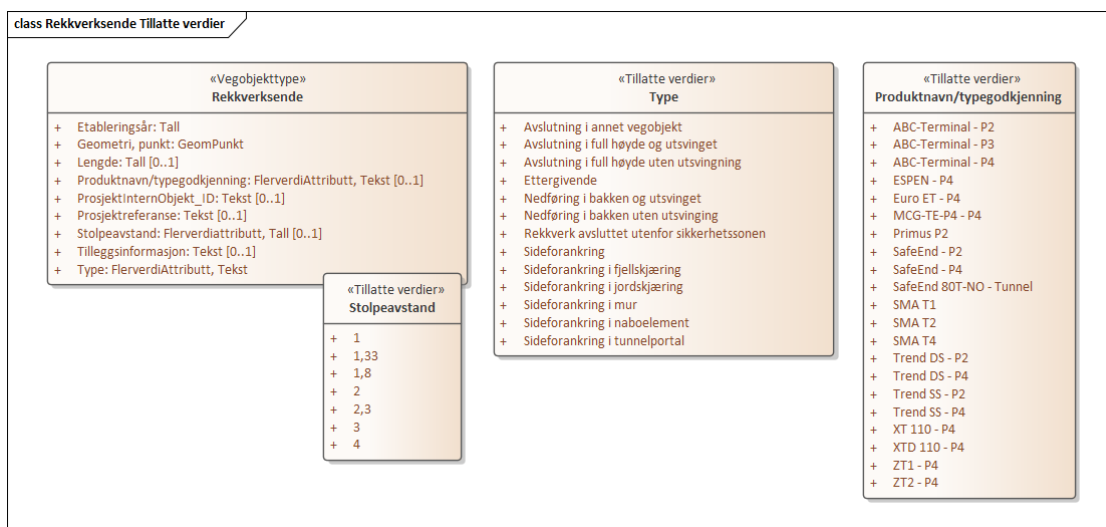 class Rekkverksende Tillatte verdier
«Vegobjekttype»
Rekkverksende
+ Etableringsår: Tall
+ Geometri, punkt: GeomPunkt
+ Lengde: Tall [0..1]
+ Produktnavn/typegodkjenning: FlerverdiAttributt, Tekst [0..1]
+ ProsjektInternObjekt_ID: Tekst [0..1]
+ Prosjektreferanse: Tekst [0..1]
+ Stolpeavstand: Flerverdiattributt, Tall [0..1]
+ Tilleggsinformasjon: Tekst [0..1]
+ Type: FlerverdiAttributt, Tekst
«Tillatte verdier»
Stolpeavstand
+ 1
+ 1,33
+ 1,8
+ 2
+ 2,3
+ 3
+ 4
«Tillatte verdier»
Type
+ Avslutning i annet vegobjekt
+ Avslutning i full høyde og utsvinget
+ Avslutning i full høyde uten utsvingning
+ Ettergivende
+ Nedføring i bakken og utsvinget
+ Nedføring i bakken uten utsvinging
+ Rekkverk avsluttet utenfor sikkerhetssonen
+ Sideforankring
+ Sideforankring i fjellskjæring
+ Sideforankring i jordskjæring
+ Sideforankring i mur
+ Sideforankring i naboelement
+ Sideforankring i tunnelportal
«Tillatte verdier»
Produktnavn/typegodkjenning
+ ABC-Terminal - P2
+ ABC-Terminal - P3
+ ABC-Terminal - P4
+ ESPEN - P4
+ Euro ET - P4
+ MCG-TE-P4 - P4
+ Primus P2
+ SafeEnd - P2
+ SafeEnd - P4
+ SafeEnd 80T-NO - Tunnel
+ SMA T1
+ SMA T2
+ SMA T4
+ Trend DS - P2
+ Trend DS - P4
+ Trend SS - P2
+ Trend SS - P4
+ XT 110 - P4
+ XTD 110 - P4
+ ZT1 - P4
+ ZT2 - P4